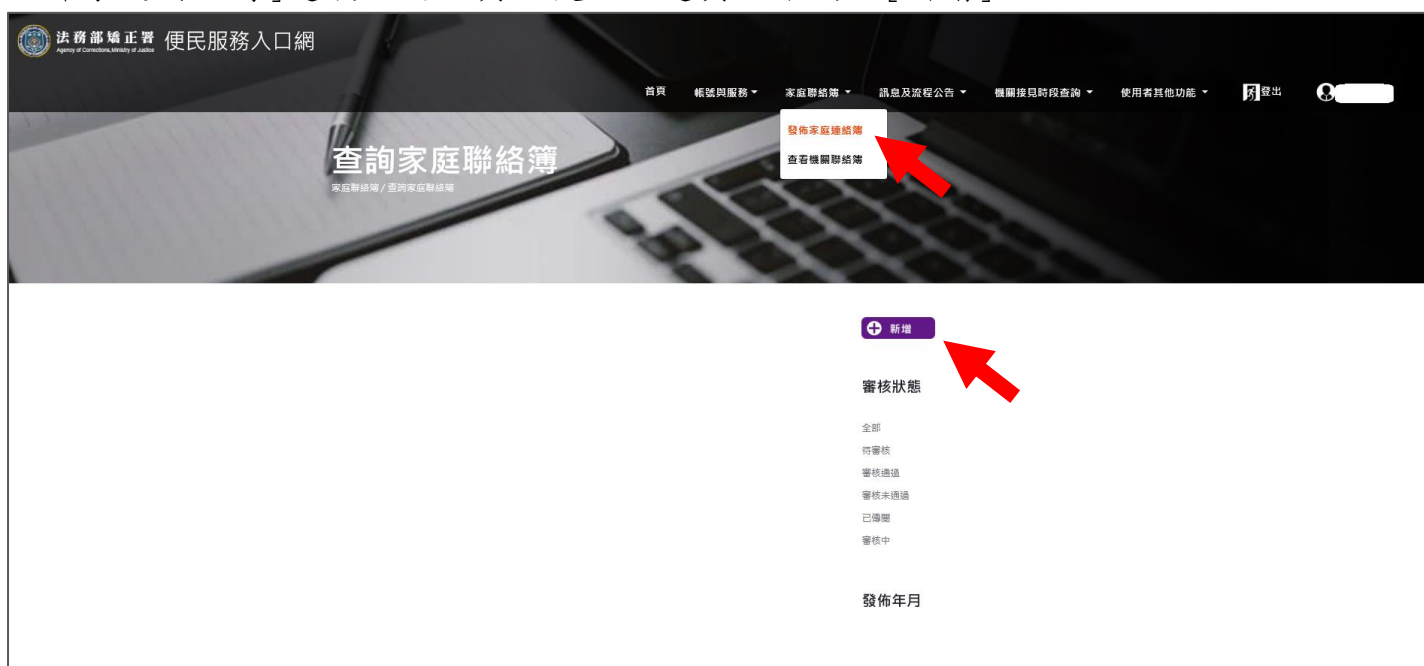 法務部矯正署 便民服務入口網
Agency of Corrections, Ministry of Justice
首頁 帳號與服務 家庭聯絡簿 訊息及流程公告 機關接見時段查詢 使用者其他功能 登出
發佈家庭連絡簿
查看機關聯絡簿
查詢家庭聯絡簿
家庭聯絡簿 / 查詢家庭聯絡簿
新增
審核狀態
全部
待審核
審核通過
審核未通過
已傳閱
審核中
發佈年月